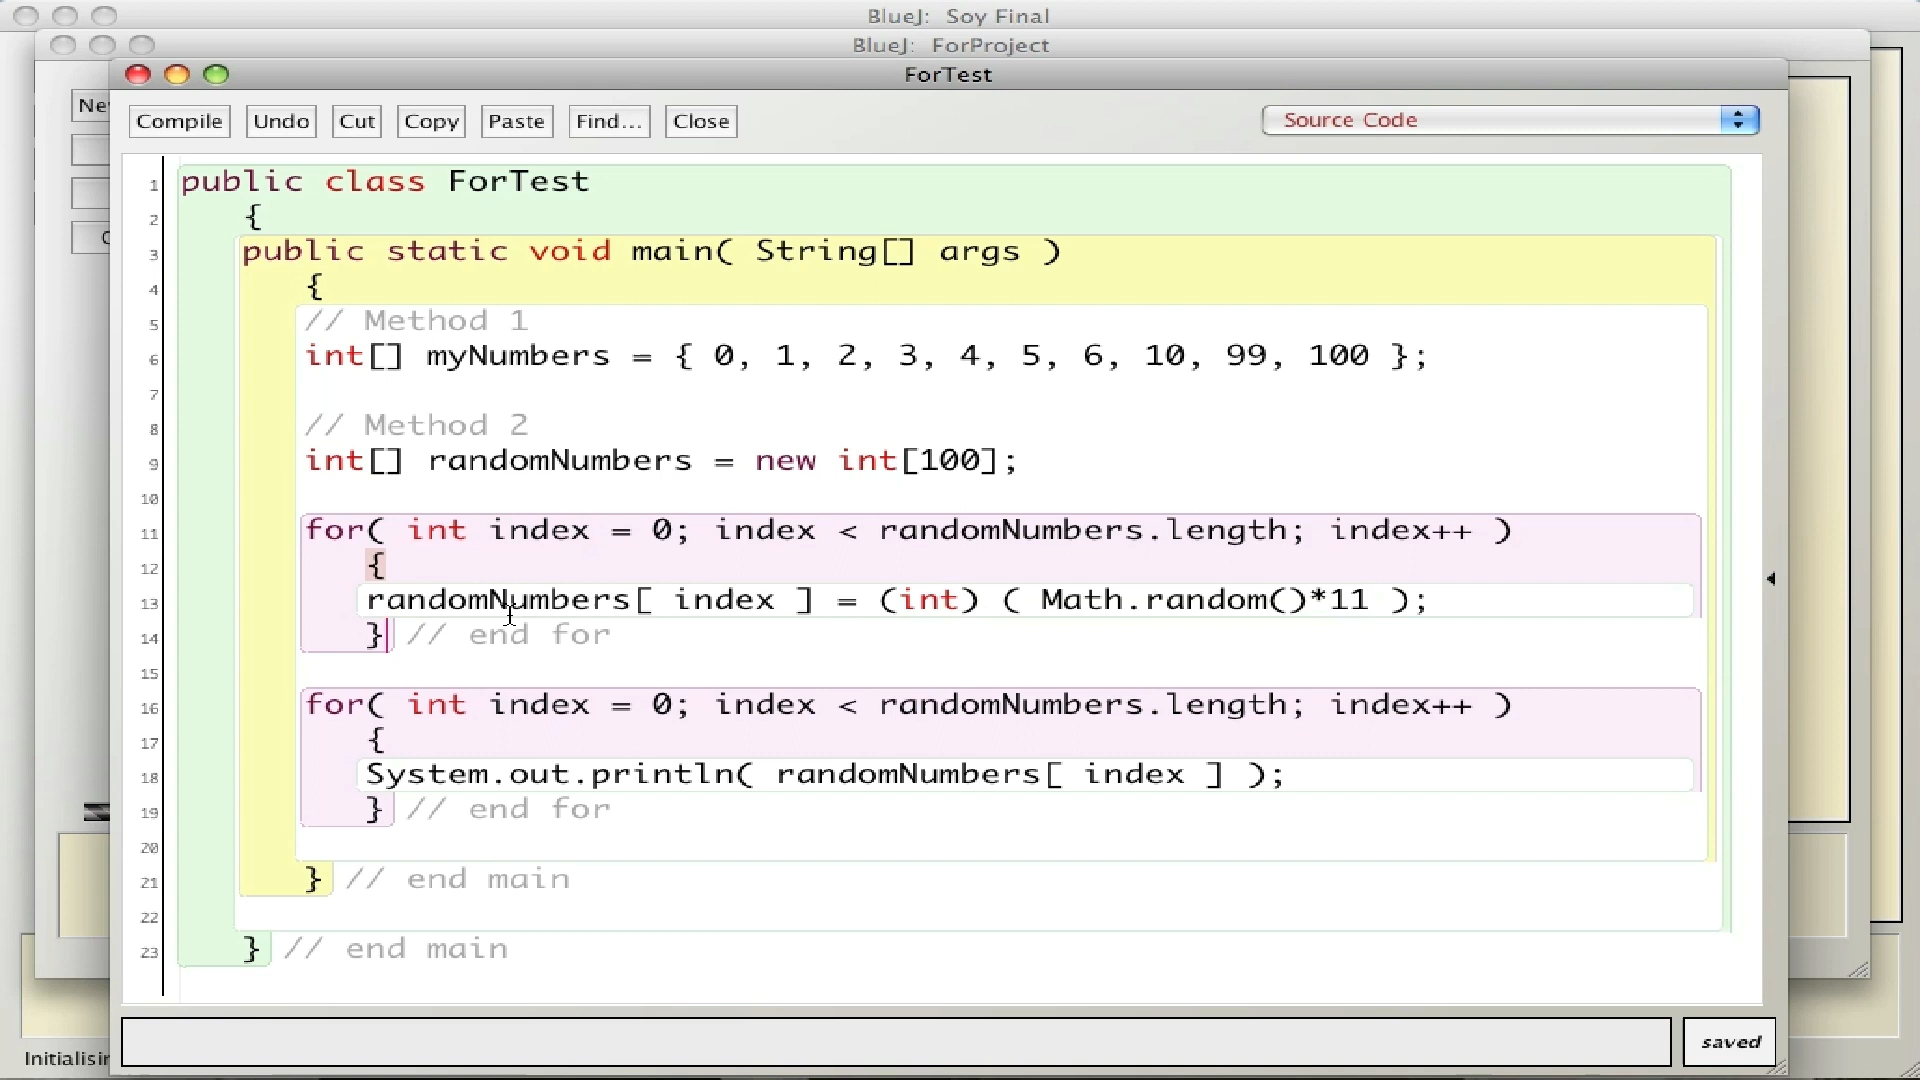 BlueJ: Soy Final
BlueJ: ForProject
ForTest
Compile Undo Cut Copy Paste Find... Close Source Code
1 public class ForTest
2 {
3 public static void main( String[] args )
4 {
5 // Method 1
6 int[] myNumbers = { 0, 1, 2, 3, 4, 5, 6, 10, 99, 100 };
7
8 // Method 2
9 int[] randomNumbers = new int[100];
10
11 for( int index = 0; index < randomNumbers.length; index++ )
12 {
13 randomNumbers[ index ] = (int) ( Math.random()*11 );
14 } // end for
15
16 for( int index = 0; index < randomNumbers.length; index++ )
17 {
18 System.out.println( randomNumbers[ index ] );
19 } // end for
20
21 } // end main
22
23 } // end main
saved